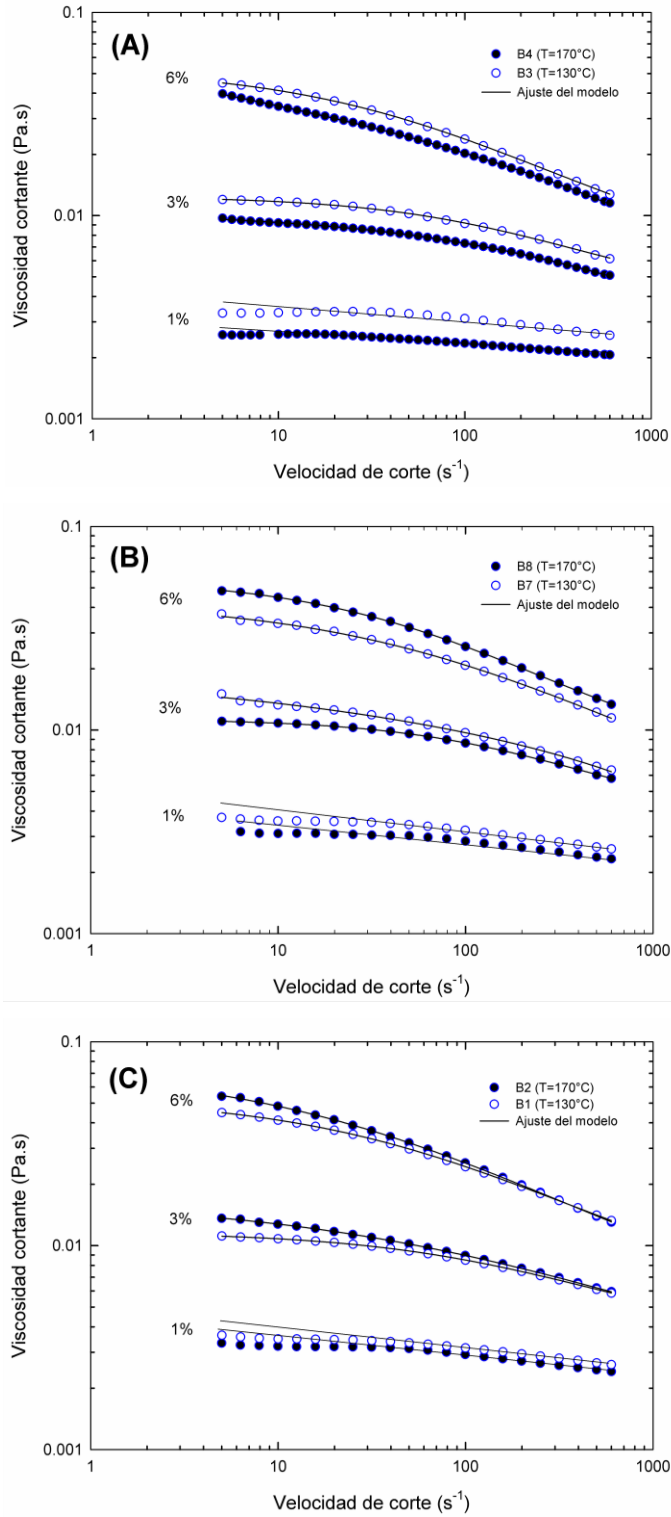 (A)
B4 (T=170°C)
B3 (T=130°C)
Ajuste del modelo
6%
3%
1%
0.1
0.01
0.001
1
10
100
1000
Viscosidad cortante (Pa.s)
Velocidad de corte (s⁻¹)
(B)
B8 (T=170°C)
B7 (T=130°C)
Ajuste del modelo
6%
3%
1%
0.1
0.01
0.001
1
10
100
1000
Viscosidad cortante (Pa.s)
Velocidad de corte (s⁻¹)
(C)
B2 (T=170°C)
B1 (T=130°C)
Ajuste del modelo
6%
3%
1%
0.1
0.01
0.001
1
10
100
1000
Viscosidad cortante (Pa.s)
Velocidad de corte (s⁻¹)